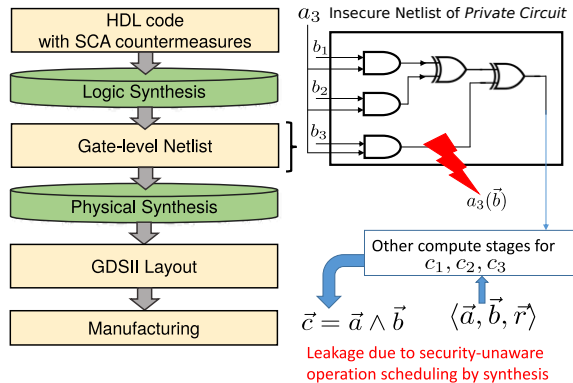 HDL code
with SCA countermeasures
Logic Synthesis
Gate-level Netlist
Physical Synthesis
GDSII Layout
Manufacturing
a₃ Insecure Netlist of Private Circuit
b₁
b₂
b₃
a₃(b⃗)
Other compute stages for
c₁, c₂, c₃
c⃗ = a⃗ ∧ b⃗
⟨a⃗, b⃗, r⃗⟩
Leakage due to security-unaware
operation scheduling by synthesis